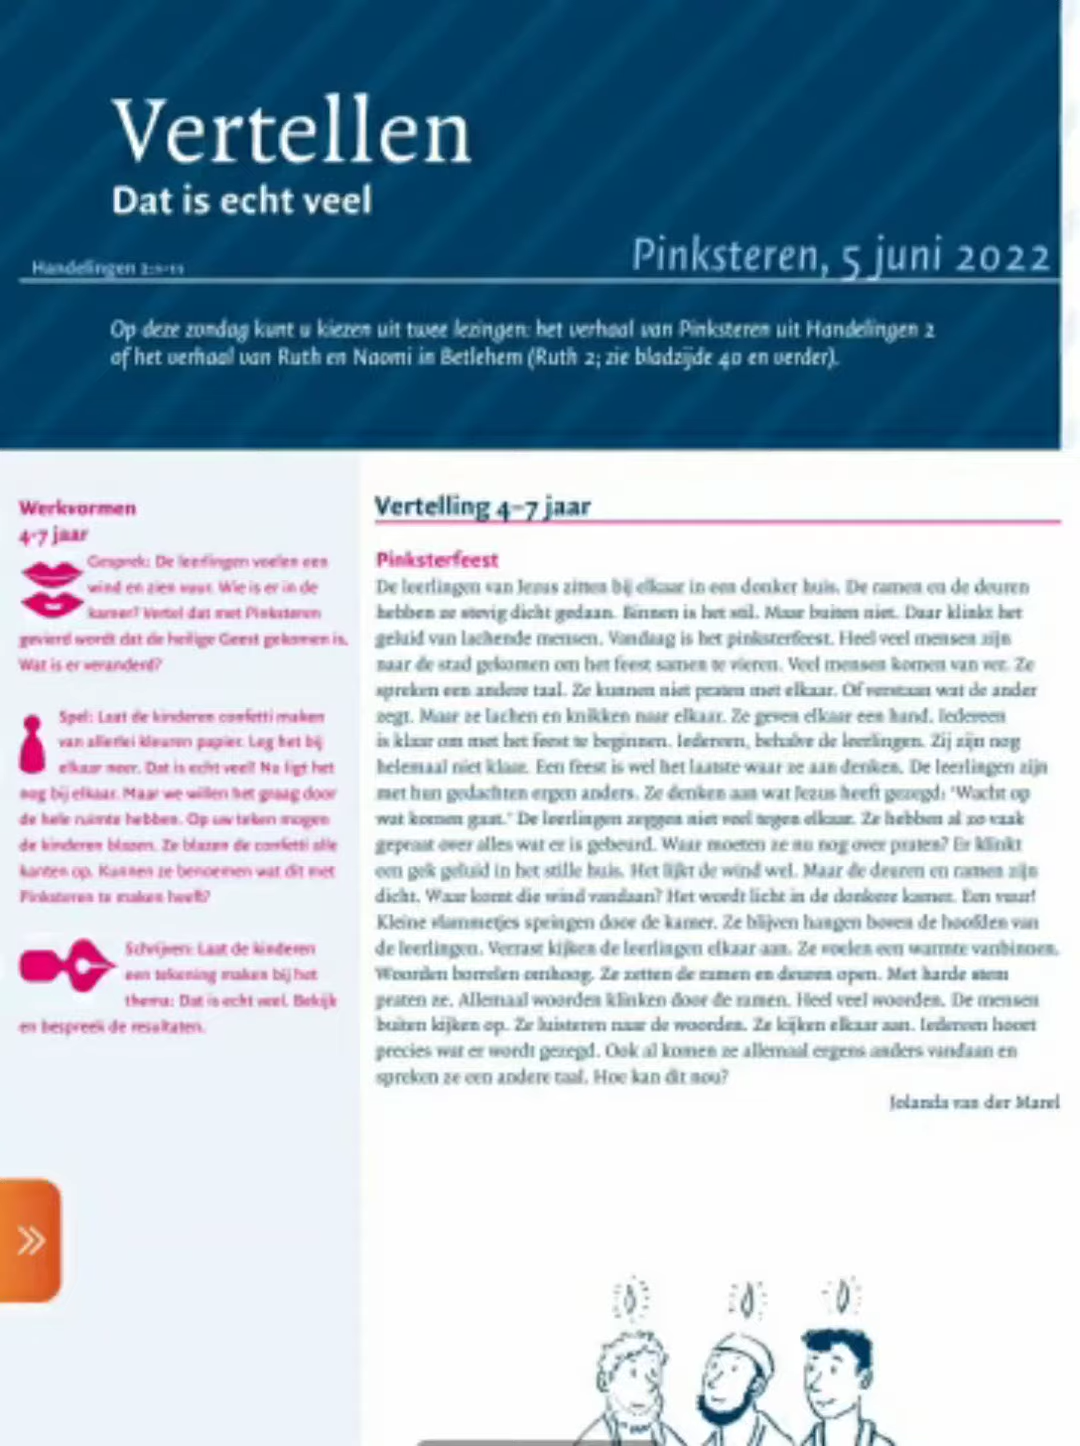 Vertellen
Dat is echt veel
Handelingen 2:1-11
Pinksteren, 5 juni 2022
Op deze zondag kunt u kiezen uit twee lezingen: het verhaal van Pinksteren uit Handelingen 2
of het verhaal van Ruth en Naomi in Betlehem (Ruth 2; zie bladzijde 40 en verder).
Werkvormen
4-7 jaar
Gesprek: De leerlingen voelen een
wind en zien vuur. Wie is er in de
kamer? Vertel dat met Pinksteren
gevierd wordt dat de heilige Geest gekomen is.
Wat is er veranderd?
Spel: Laat de kinderen confetti maken
van allerlei kleuren papier. Leg het bij
elkaar neer. Dat is echt veel! Nu ligt het
nog bij elkaar. Maar we willen het graag door
de hele ruimte hebben. Op uw teken mogen
de kinderen blazen. Ze blazen de confetti alle
kanten op. Kunnen ze benoemen wat dit met
Pinksteren te maken heeft?
Schrijven: Laat de kinderen
een tekening maken bij het
thema: Dat is echt veel. Bekijk
en bespreek de resultaten.
Vertelling 4-7 jaar
Pinksterfeest
De leerlingen van Jezus zitten bij elkaar in een donker huis. De ramen en de deuren
hebben ze stevig dicht gedaan. Binnen is het stil. Maar buiten niet. Daar klinkt het
geluid van lachende mensen. Vandaag is het pinksterfeest. Heel veel mensen zijn
naar de stad gekomen om het feest samen te vieren. Veel mensen komen van ver. Ze
spreken een andere taal. Ze kunnen niet praten met elkaar. Of verstaan wat de ander
zegt. Maar ze lachen en knikken naar elkaar. Ze geven elkaar een hand. Iedereen
is klaar om met het feest te beginnen. Iedereen, behalve de leerlingen. Zij zijn nog
helemaal niet klaar. Een feest is wel het laatste waar ze aan denken. De leerlingen zijn
met hun gedachten ergens anders. Ze denken aan wat Jezus heeft gezegd: 'Wacht op
wat komen gaat.' De leerlingen zeggen niet veel tegen elkaar. Ze hebben al zo vaak
gepraat over alles wat er is gebeurd. Waar moeten ze nu nog over praten? Er klinkt
een gek geluid in het stille huis. Het lijkt de wind wel. Maar de deuren en ramen zijn
dicht. Waar komt die wind vandaan? Het wordt licht in de donkere kamer. Een vuur!
Kleine vlammetjes springen door de kamer. Ze blijven hangen boven de hoofden van
de leerlingen. Verrast kijken de leerlingen elkaar aan. Ze voelen een warmte vanbinnen.
Woorden borrelen omhoog. Ze zetten de ramen en deuren open. Met harde stem
praten ze. Allemaal woorden klinken door de ramen. Heel veel woorden. De mensen
buiten kijken op. Ze luisteren naar de woorden. Ze kijken elkaar aan. Iedereen hoort
precies wat er wordt gezegd. Ook al komen ze allemaal ergens anders vandaan en
spreken ze een andere taal. Hoe kan dit nou?
Jolanda van der Marel